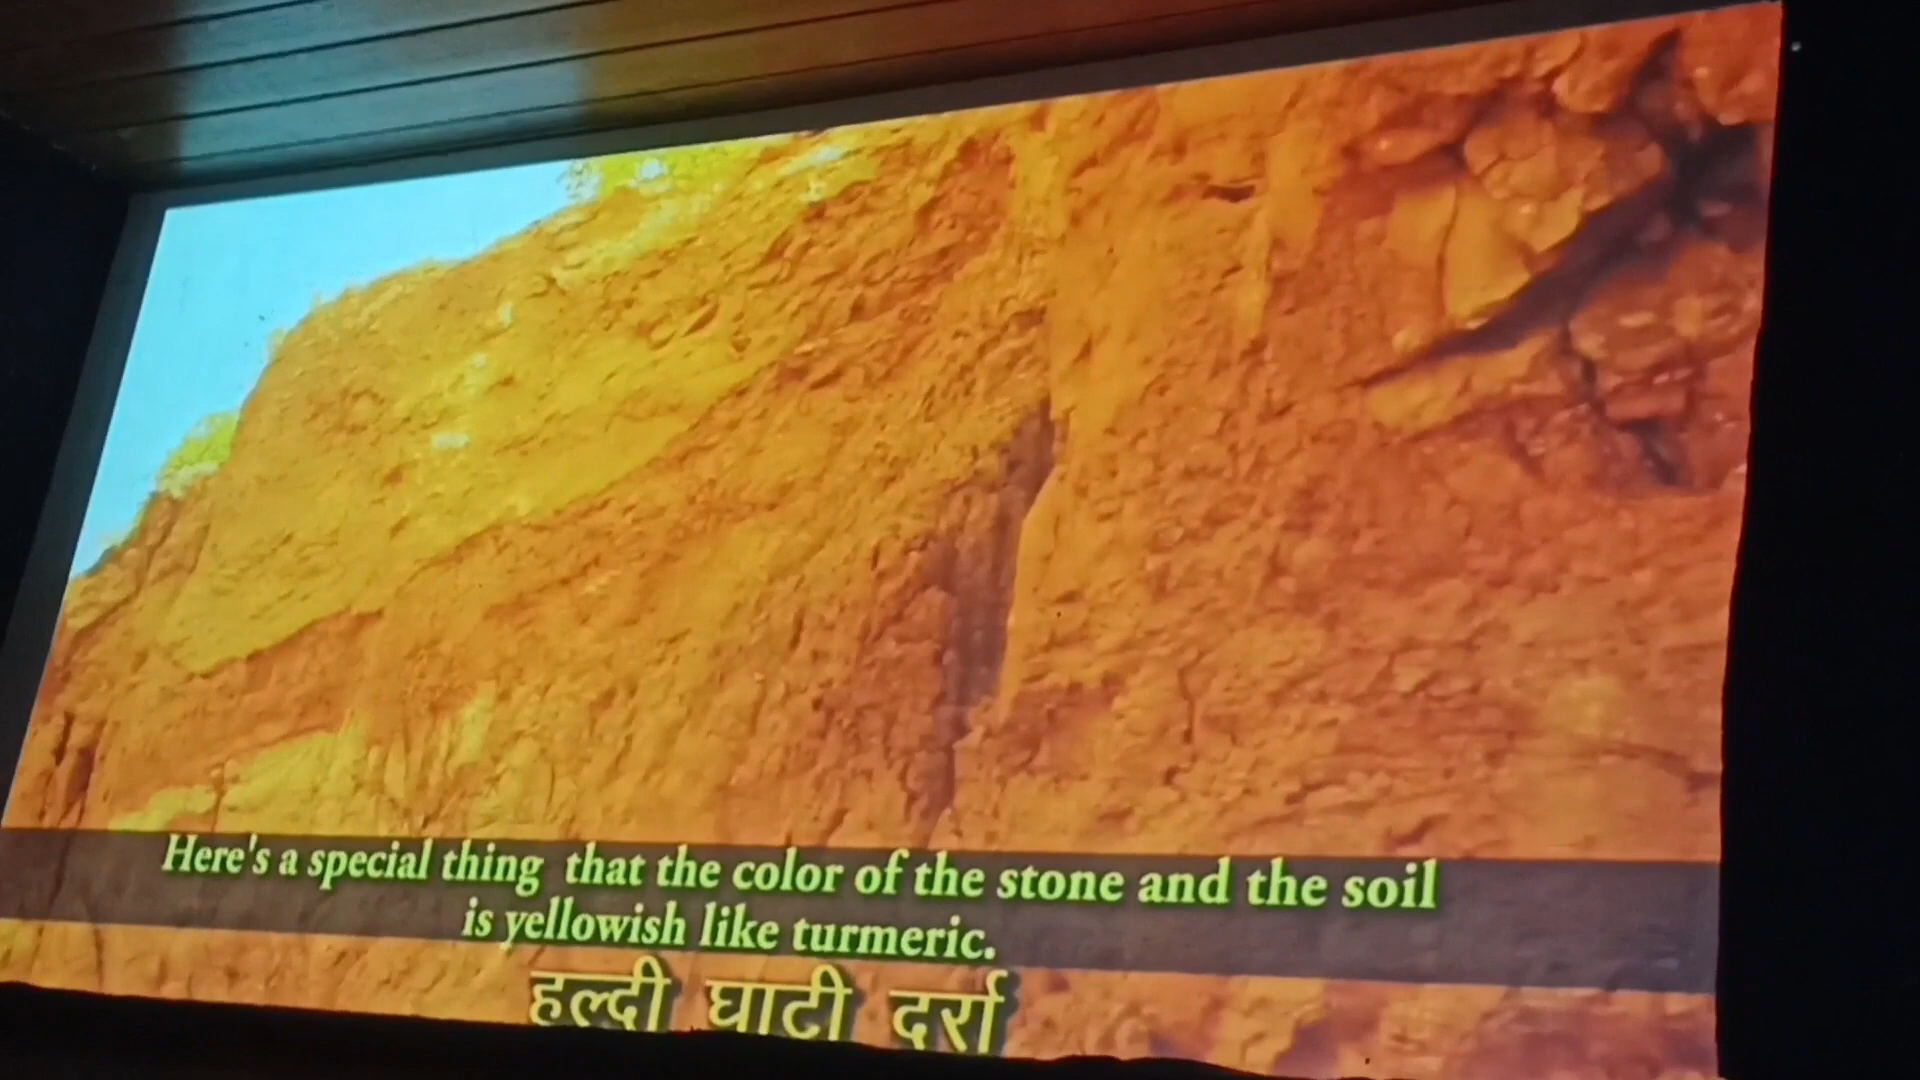 Here's a special thing that the color of the stone and the soil
is yellowish like turmeric.
हल्दी घाटी दर्रा